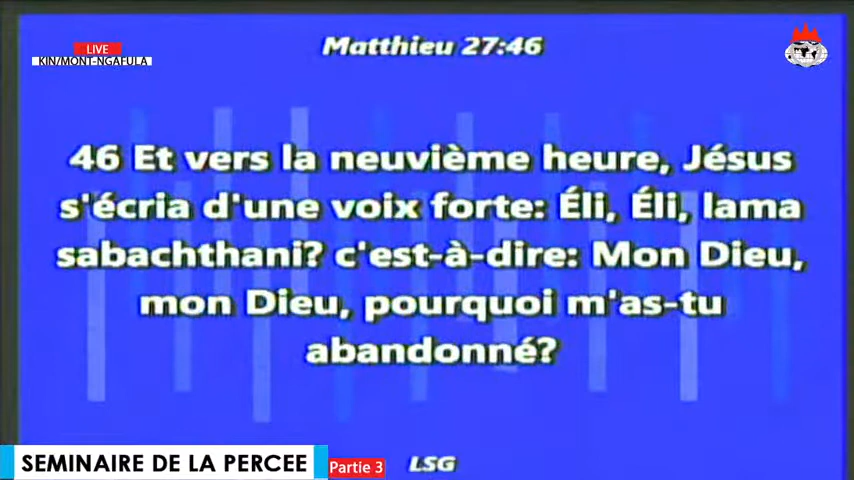 LIVE
KIN/MONT-NGAFULA
Matthieu 27:46
46 Et vers la neuvième heure, Jésus
s'écria d'une voix forte: Éli, Éli, lama
sabachthani? c'est-à-dire: Mon Dieu,
mon Dieu, pourquoi m'as-tu
abandonné?
LSG
SEMINAIRE DE LA PERCEE
Partie 3